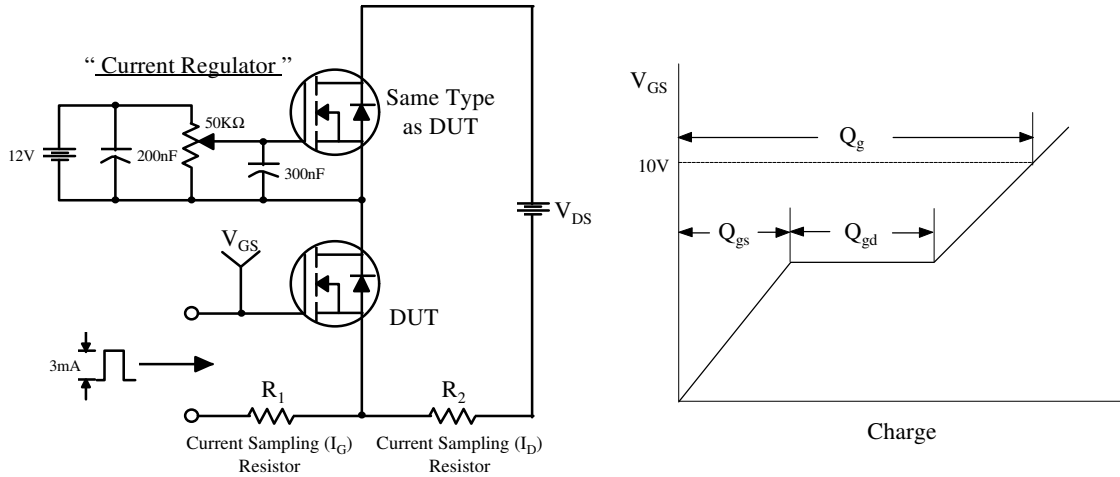 “ Current Regulator ”
Same Type
as DUT
50KΩ
12V
200nF
300nF
V_DS
V_GS
DUT
3mA
R_1
R_2
Current Sampling (I_G)
Resistor
Current Sampling (I_D)
Resistor
V_GS
Q_g
10V
Q_gs
Q_gd
Charge